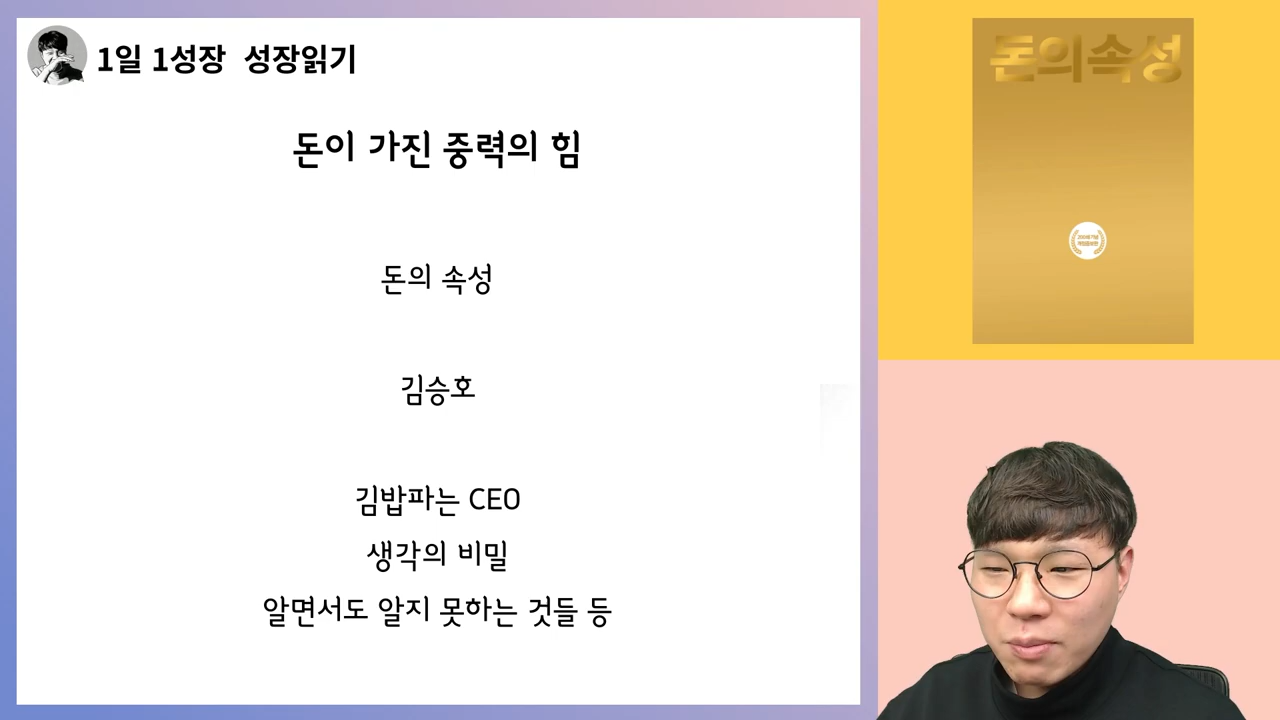 1일 1성장 성장읽기
돈이 가진 중력의 힘
돈의 속성
김승호
김밥파는 CEO
생각의 비밀
알면서도 알지 못하는 것들 등
돈의 속성